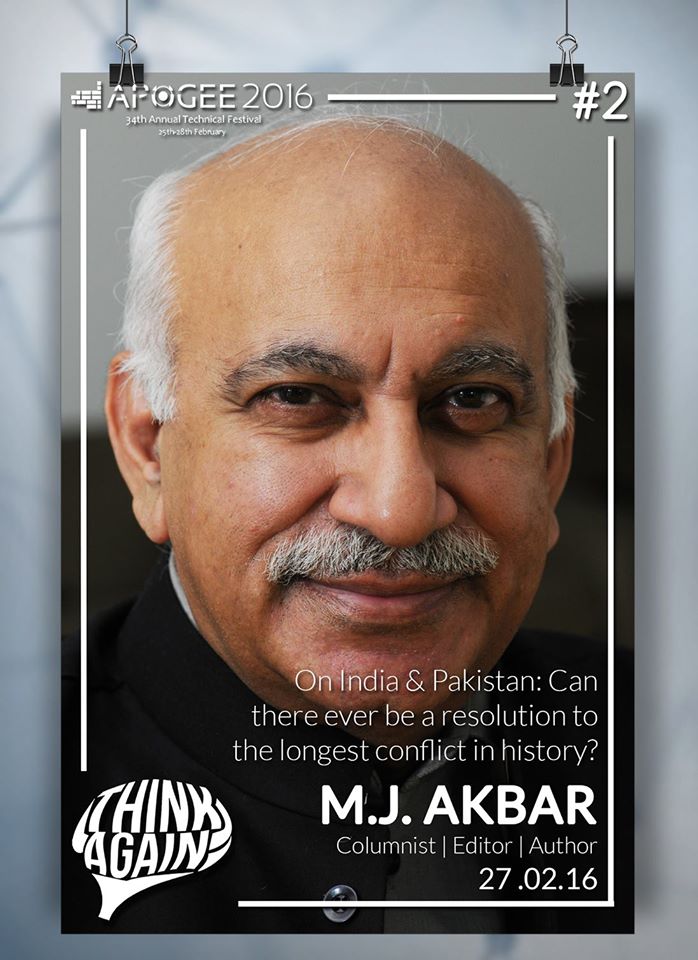 APOGEE 2016
34th Annual Technical Festival
25th-28th February
#2
On India & Pakistan: Can
there ever be a resolution to
the longest conflict in history?
M.J. AKBAR
Columnist | Editor | Author
27 .02.16
THINK
AGAIN